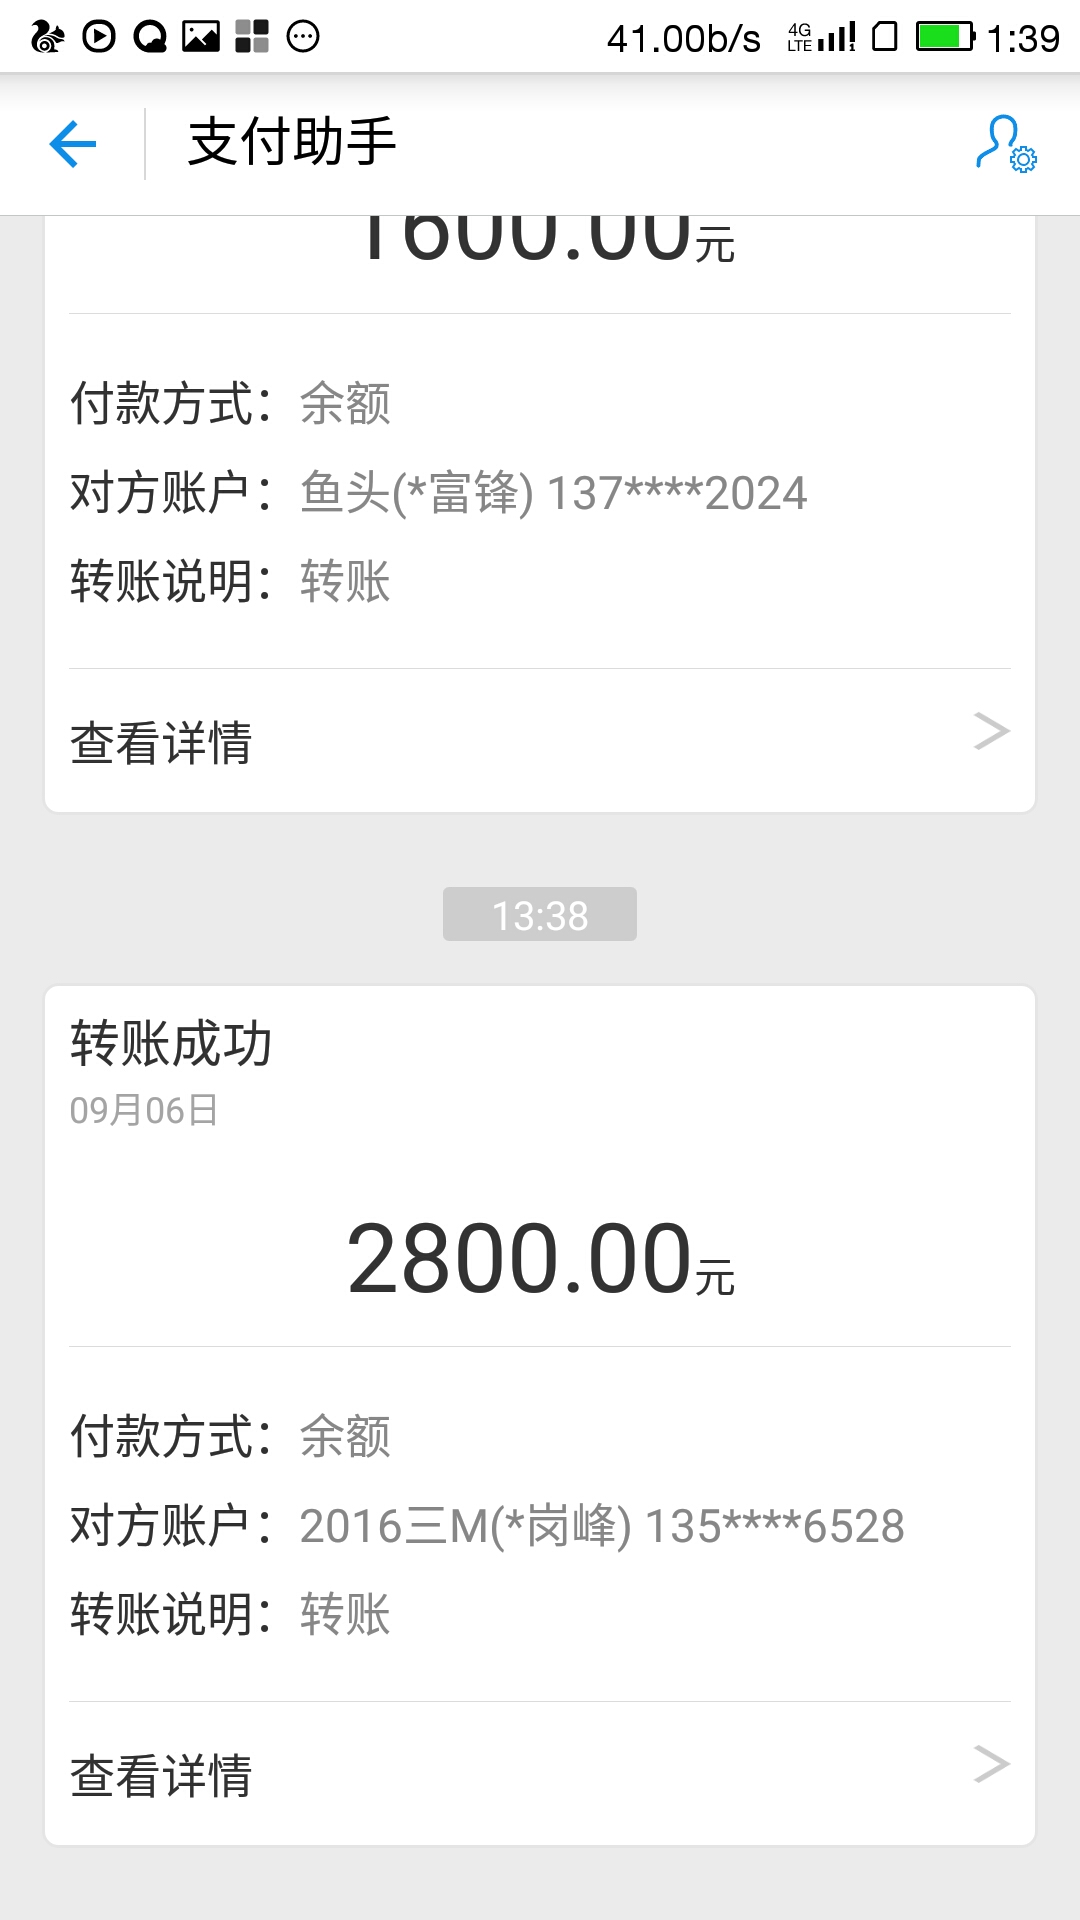 41.00b/s 4G LTE 1:39
支付助手
1600.00元
付款方式：余额
对方账户：鱼头(*富锋) 137****2024
转账说明：转账
查看详情
13:38
转账成功
09月06日
2800.00元
付款方式：余额
对方账户：2016三M(*岗峰) 135****6528
转账说明：转账
查看详情